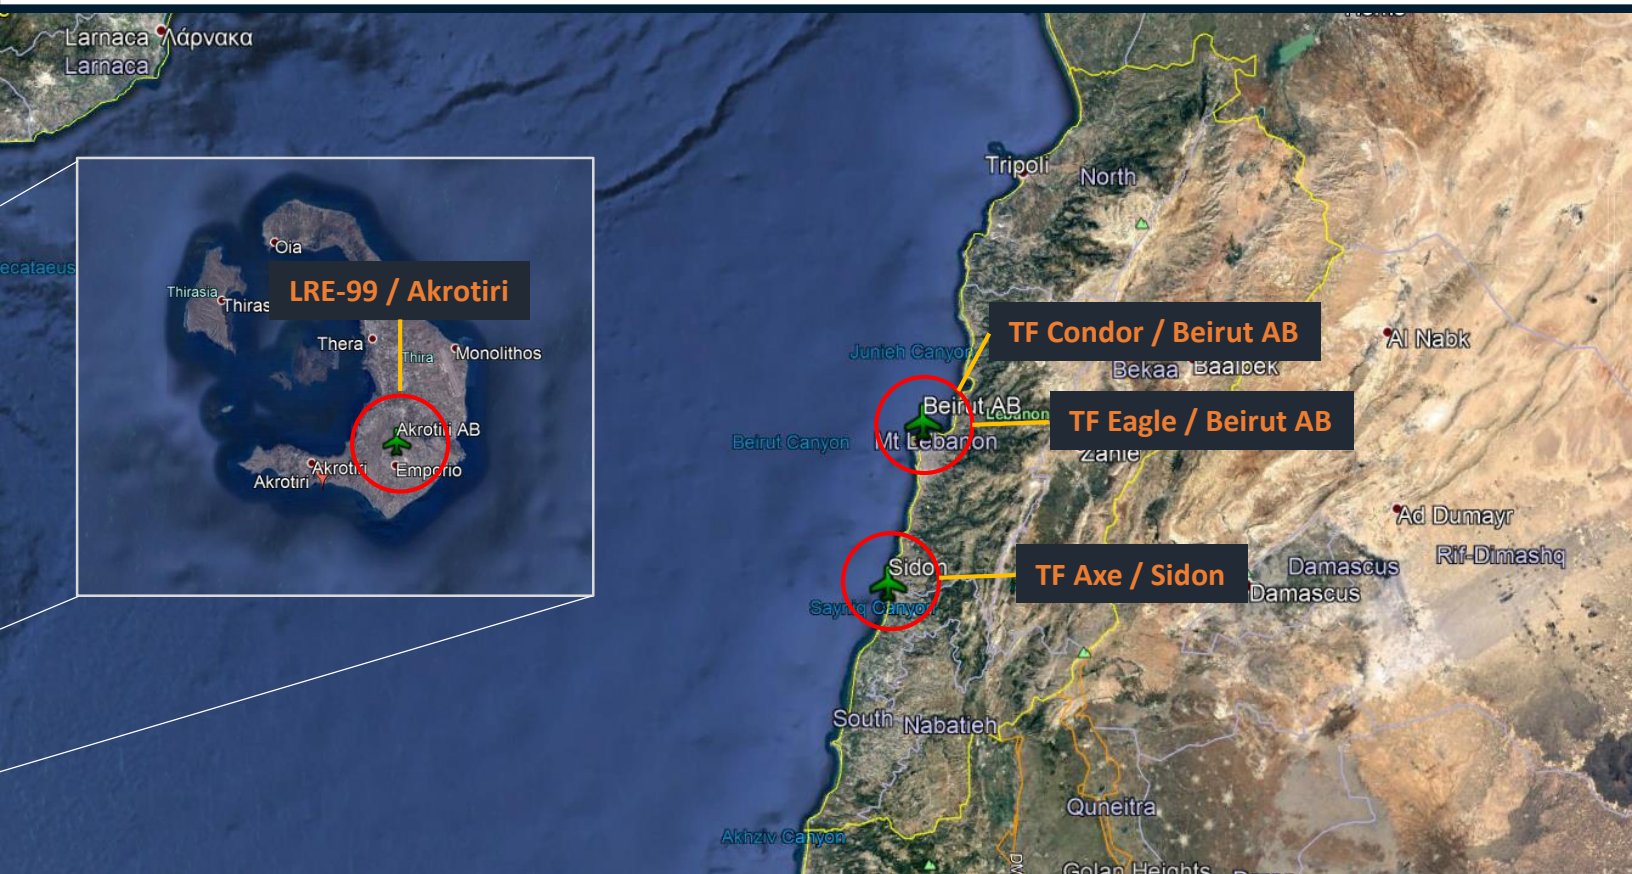 Larnaca Λάρνακα
Larnaca
Tripoli
North
ecataeus
Oia
Thirasia
Thiras
LRE-99 / Akrotiri
Thera
Thira
Monolithos
Akrotiri AB
Akrotiri
Akrotiri
Emporio
Junieh Canyon
TF Condor / Beirut AB
Al Nabk
Bekaa
Baalbek
Beirut AB
Lebanon
TF Eagle / Beirut AB
Beirut Canyon
Mt Lebanon
Zahle
Ad Dumayr
Rif-Dimashq
Sidon
TF Axe / Sidon
Damascus
Damascus
Sayniq Canyon
South
Nabatieh
Quneitra
Akhziv Canyon
Golan Heights